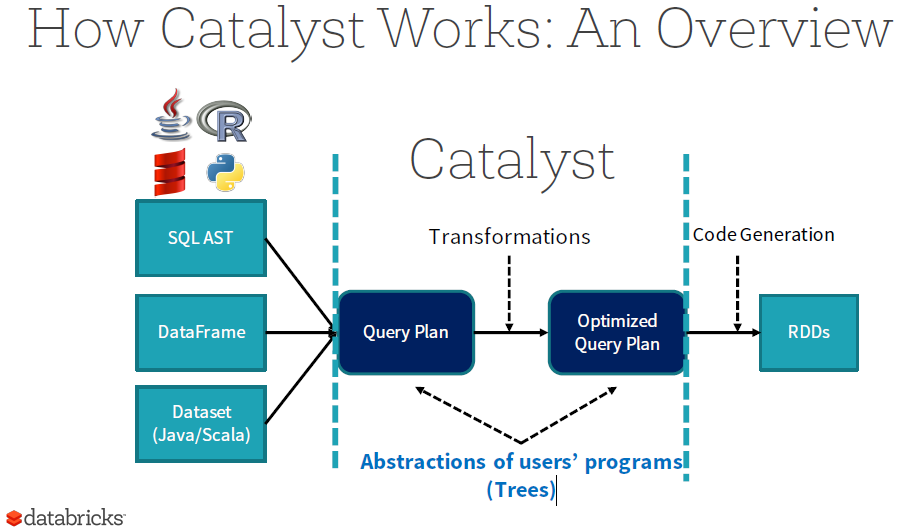 How Catalyst Works: An Overview
R
Catalyst
SQL AST
Transformations
Code Generation
DataFrame
Query Plan
Optimized
Query Plan
RDDs
Dataset
(Java/Scala)
Abstractions of users’ programs
(Trees)
databricks